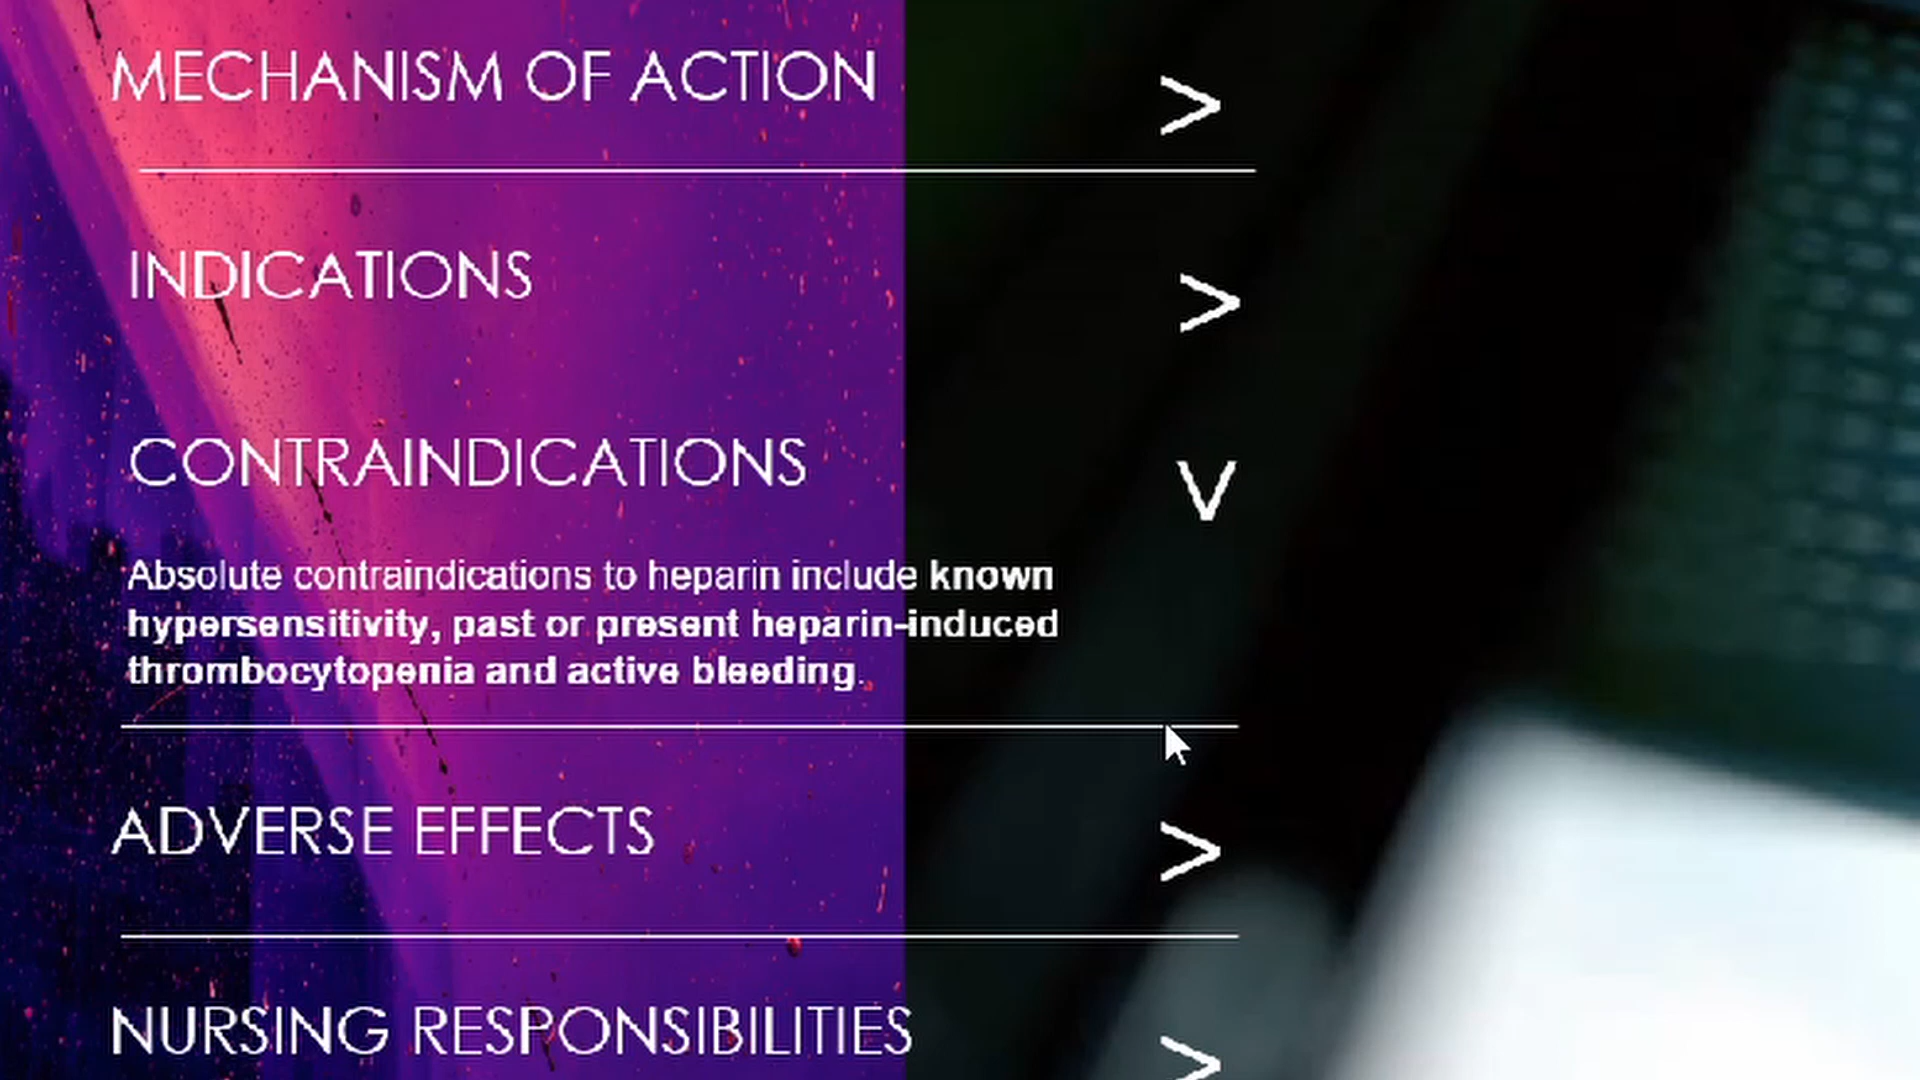 MECHANISM OF ACTION >
INDICATIONS >
CONTRAINDICATIONS V
Absolute contraindications to heparin include known
hypersensitivity, past or present heparin-induced
thrombocytopenia and active bleeding.
ADVERSE EFFECTS >
NURSING RESPONSIBILITIES >